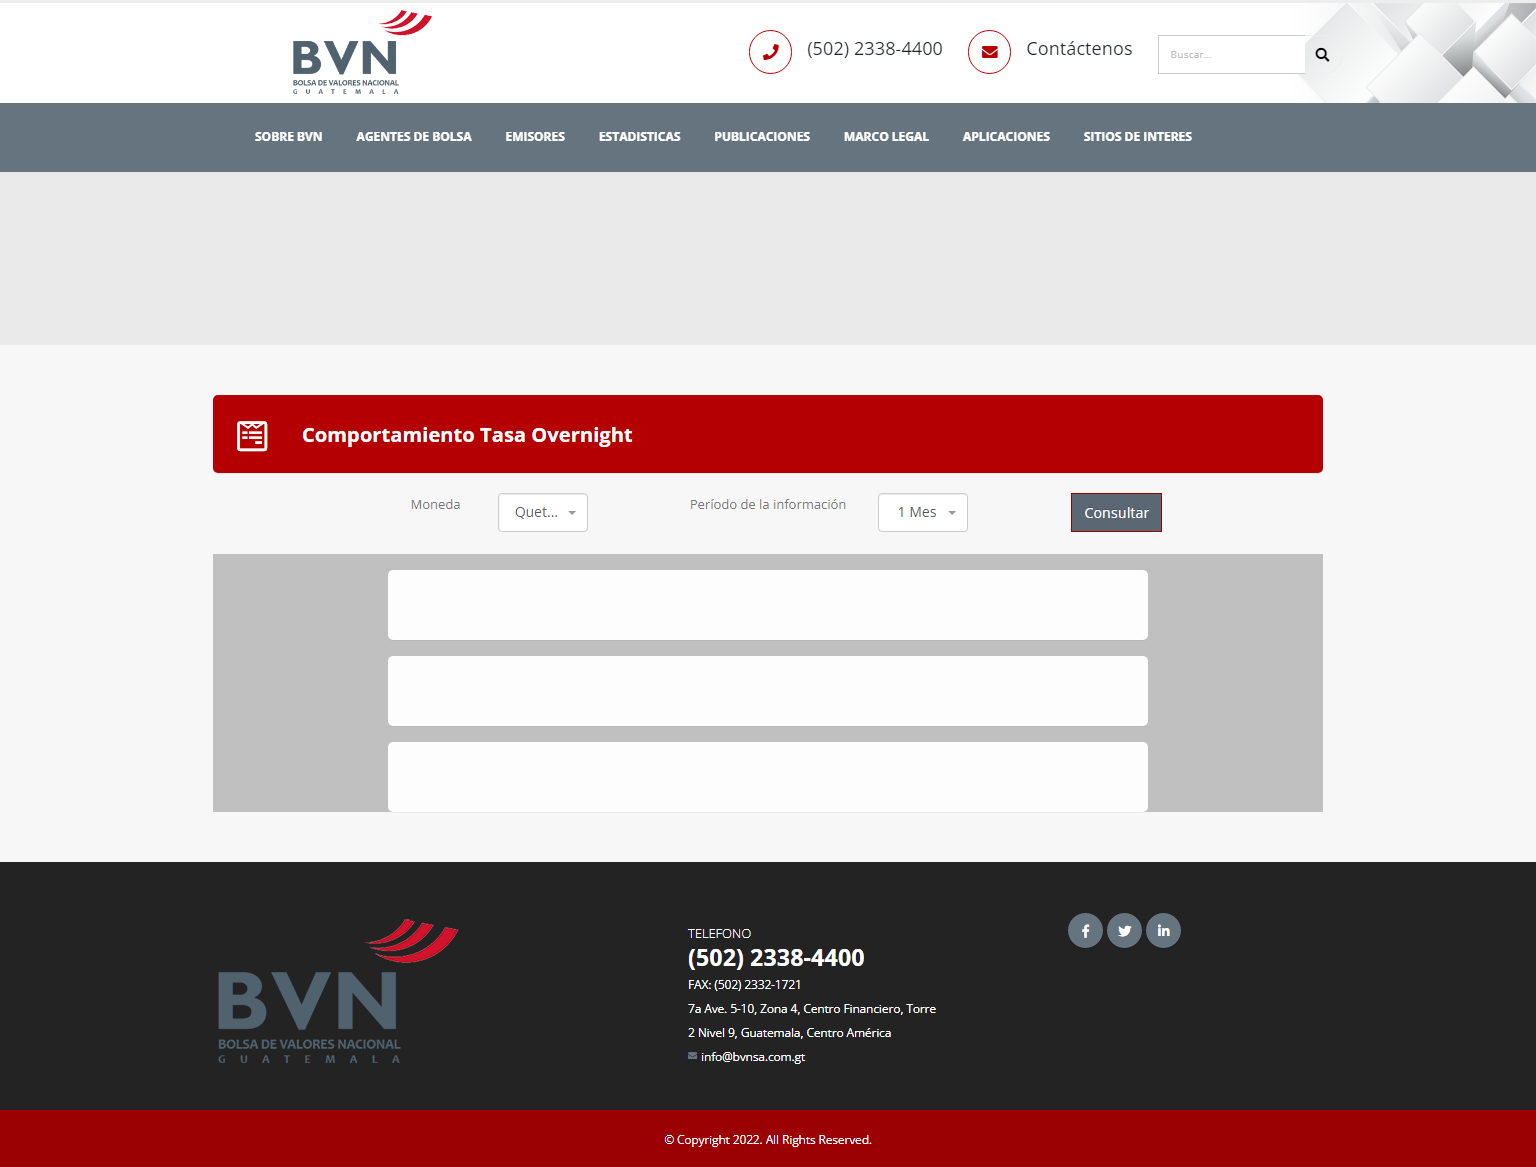 BVN
BOLSA DE VALORES NACIONAL
GUATEMALA
(502) 2338-4400
Contáctenos
Buscar...
SOBRE BVN
AGENTES DE BOLSA
EMISORES
ESTADISTICAS
PUBLICACIONES
MARCO LEGAL
APLICACIONES
SITIOS DE INTERES
Comportamiento Tasa Overnight
Moneda
Quet...
Período de la información
1 Mes
Consultar
BVN
BOLSA DE VALORES NACIONAL
GUATEMALA
TELEFONO
(502) 2338-4400
FAX: (502) 2332-1721
7a Ave. 5-10, Zona 4, Centro Financiero, Torre
2 Nivel 9, Guatemala, Centro América
info@bvnsa.com.gt
© Copyright 2022. All Rights Reserved.